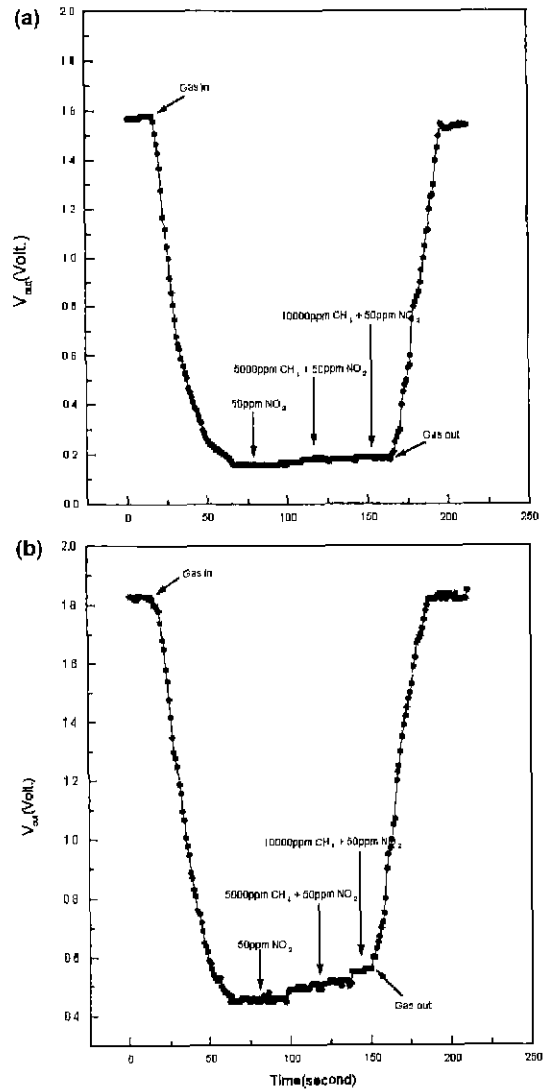 (a)
2.0
1.8
1.6
1.4
1.2
1.0
0.8
0.6
0.4
0.2
0.0
V_out(Volt.)
Gas in
10000ppm CH₄ + 50ppm NO₂
5000ppm CH₄ + 50ppm NO₂
50ppm NO₂
Gas out
0 50 100 150 200 250
(b)
2.0
1.8
1.6
1.4
1.2
1.0
0.8
0.6
0.4
V_out(Volt.)
Gas in
10000ppm CH₄ + 50ppm NO₂
5000ppm CH₄ + 50ppm NO₂
50ppm NO₂
Gas out
0 50 100 150 200 250
Time(second)